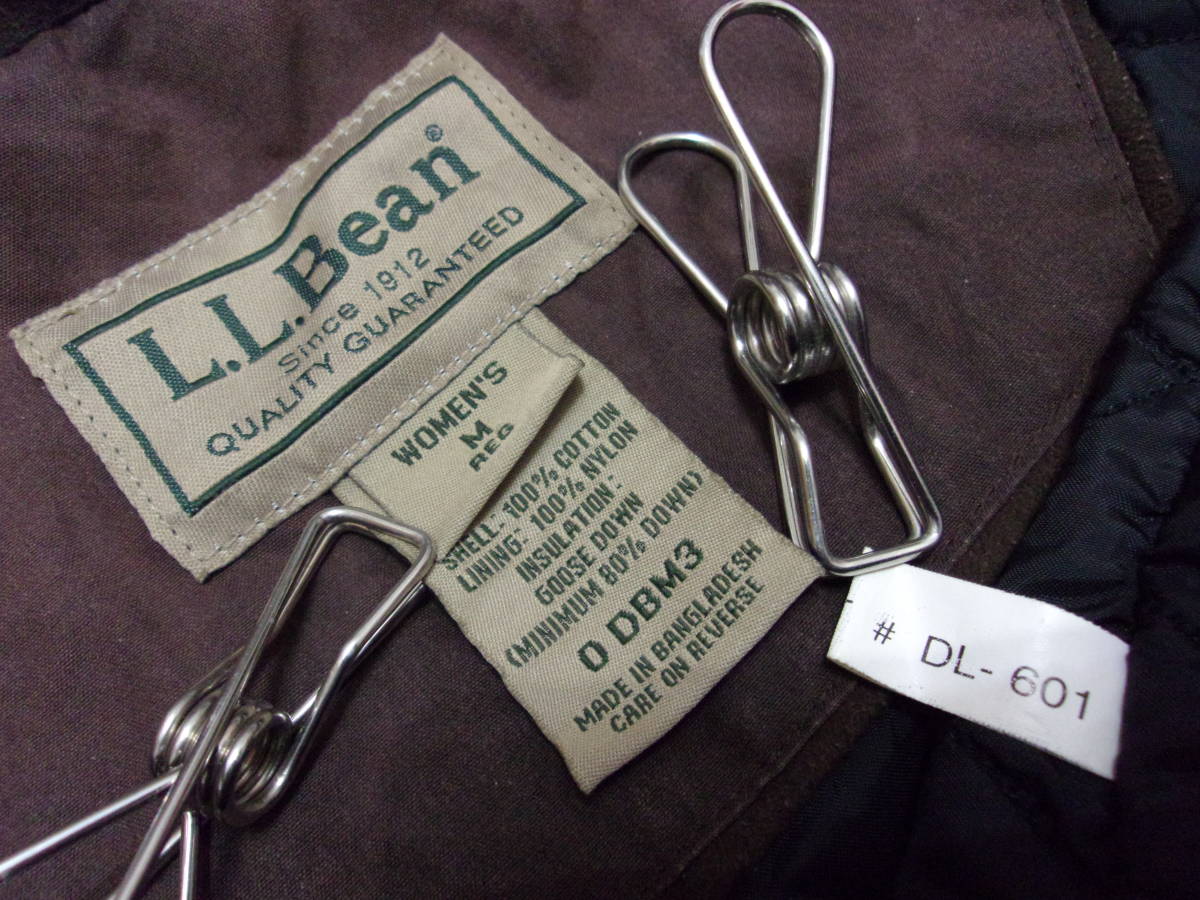 L.L.Bean®
Since 1912
QUALITY GUARANTEED
WOMEN'S
M
REG
SHELL: 100% COTTON
LINING: 100% NYLON
INSULATION:
GOOSE DOWN
(MINIMUM 80% DOWN)
0 DBM3
MADE IN BANGLADESH
CARE ON REVERSE
# DL- 601